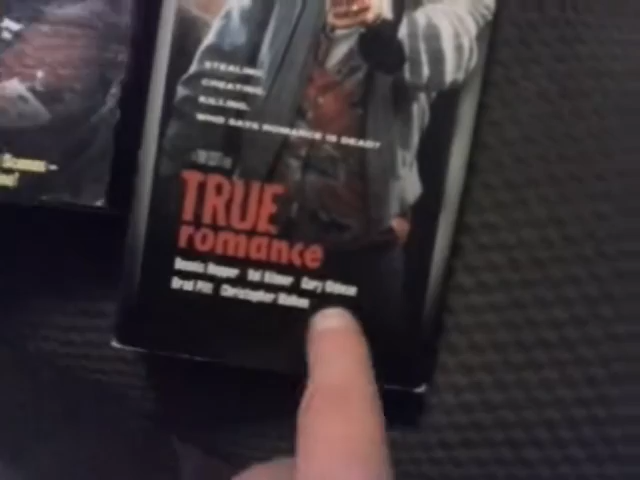 STEALING.
CHEATING.
KILLING.
WHO SAYS ROMANCE IS DEAD?
TRUE
romance
Dennis Hopper Val Kilmer Gary Oldman
Brad Pitt Christopher Walken